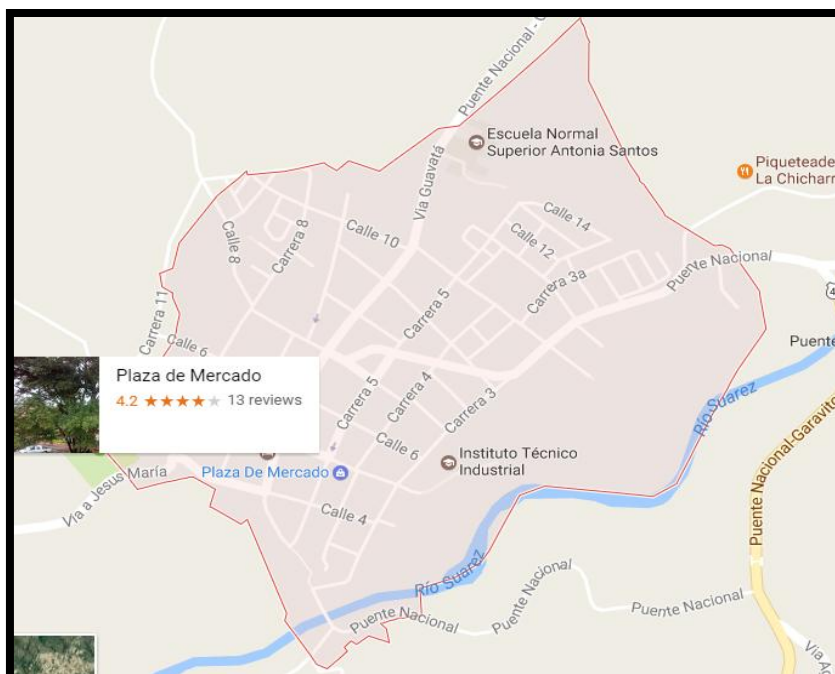 Puente Nacional -
Escuela Normal
Superior Antonia Santos
Piqueteade
La Chicharr
Via Guavatá
Calle 14
Calle 10
Calle 12
Carrera 8
Calle 8
Carrera 3a
Puente Nacional
Carrera 5
Carrera 11
Calle 6
Puente
Plaza de Mercado
4.2 13 reviews
Carrera 5
Carrera 4
Carrera 3
Río Suarez
Calle 6
Instituto Técnico
Industrial
Plaza De Mercado
Vía a Jesus María
Calle 4
Puente Nacional-Garavito
Río Suarez
Puente Nacional
Puente Nacional
Puente Nacional